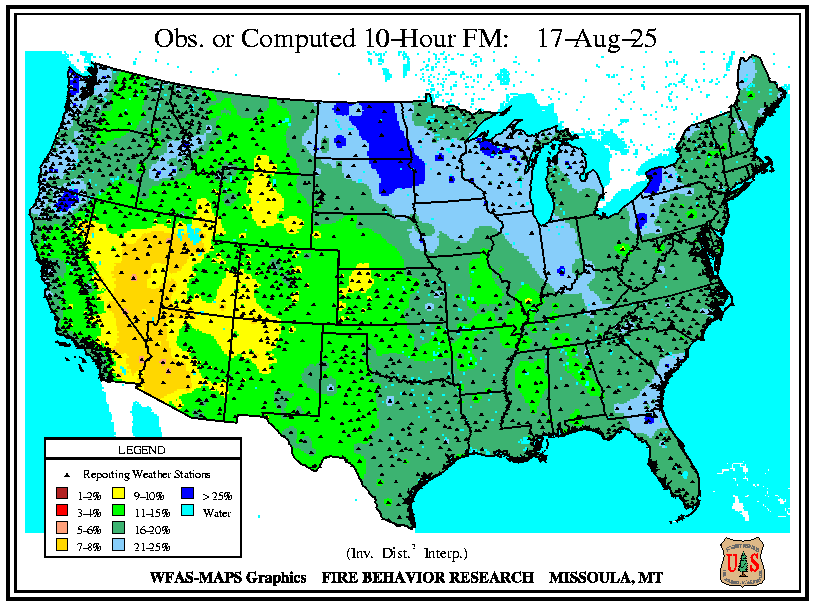 Obs. or Computed 10-Hour FM: 17-Aug-25
LEGEND
Reporting Weather Stations
1-2% 9-10% > 25%
3-4% 11-15% Water
5-6% 16-20%
7-8% 21-25%
(Inv. Dist.² Interp.)
WFAS-MAPS Graphics FIRE BEHAVIOR RESEARCH MISSOULA, MT
U S